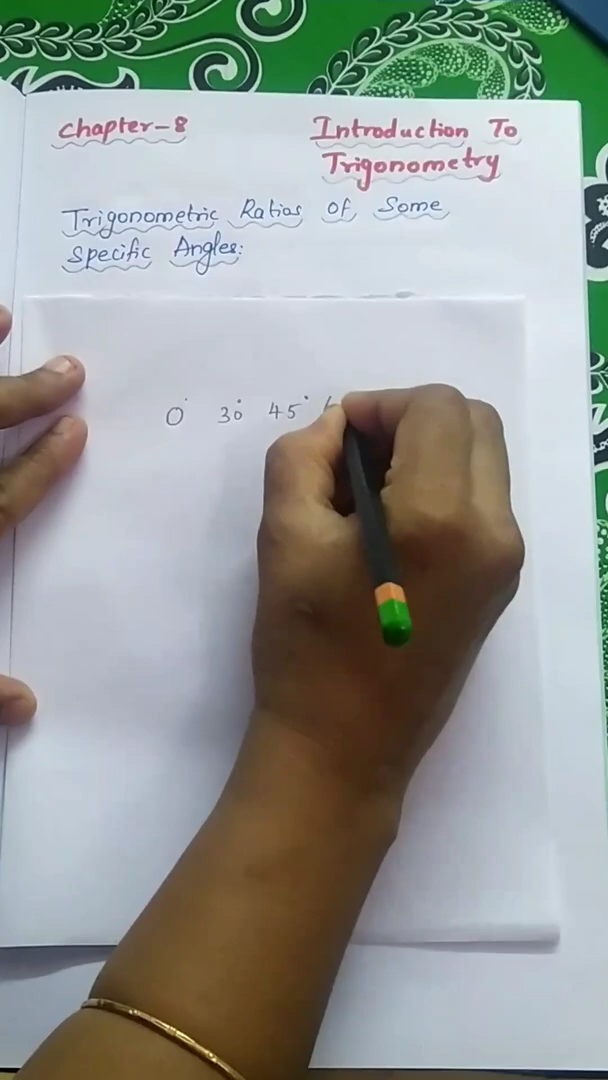 Chapter-8
Introduction To
Trigonometry
Trigonometric Ratios of Some
Specific Angles:
0° 30° 45°